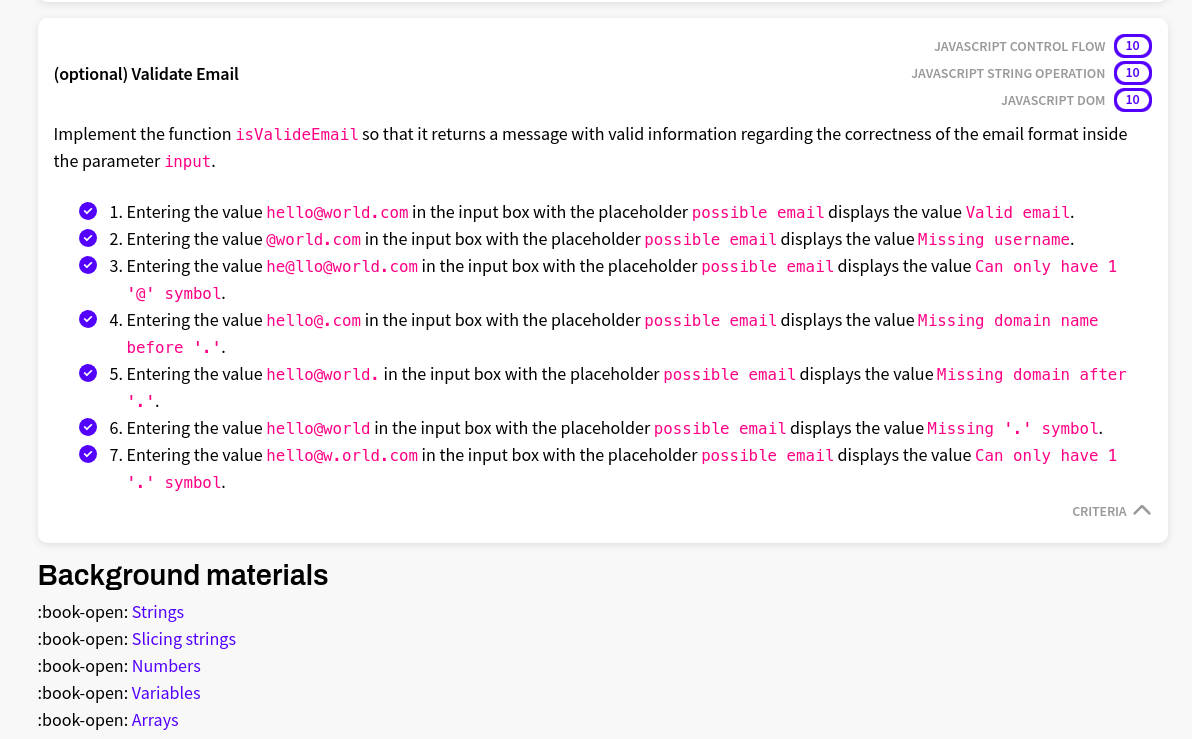 JAVASCRIPT CONTROL FLOW 10
(optional) Validate Email
JAVASCRIPT STRING OPERATION 10
JAVASCRIPT DOM 10
Implement the function isValideEmail so that it returns a message with valid information regarding the correctness of the email format inside
the parameter input.
1. Entering the value hello@world.com in the input box with the placeholder possible email displays the value Valid email.
2. Entering the value @world.com in the input box with the placeholder possible email displays the value Missing username.
3. Entering the value he@llo@world.com in the input box with the placeholder possible email displays the value Can only have 1
'@' symbol.
4. Entering the value hello@.com in the input box with the placeholder possible email displays the value Missing domain name
before '.'.
5. Entering the value hello@world. in the input box with the placeholder possible email displays the value Missing domain after
'.'.
6. Entering the value hello@world in the input box with the placeholder possible email displays the value Missing '.' symbol.
7. Entering the value hello@w.orld.com in the input box with the placeholder possible email displays the value Can only have 1
'.' symbol.
CRITERIA
Background materials
:book-open: Strings
:book-open: Slicing strings
:book-open: Numbers
:book-open: Variables
:book-open: Arrays